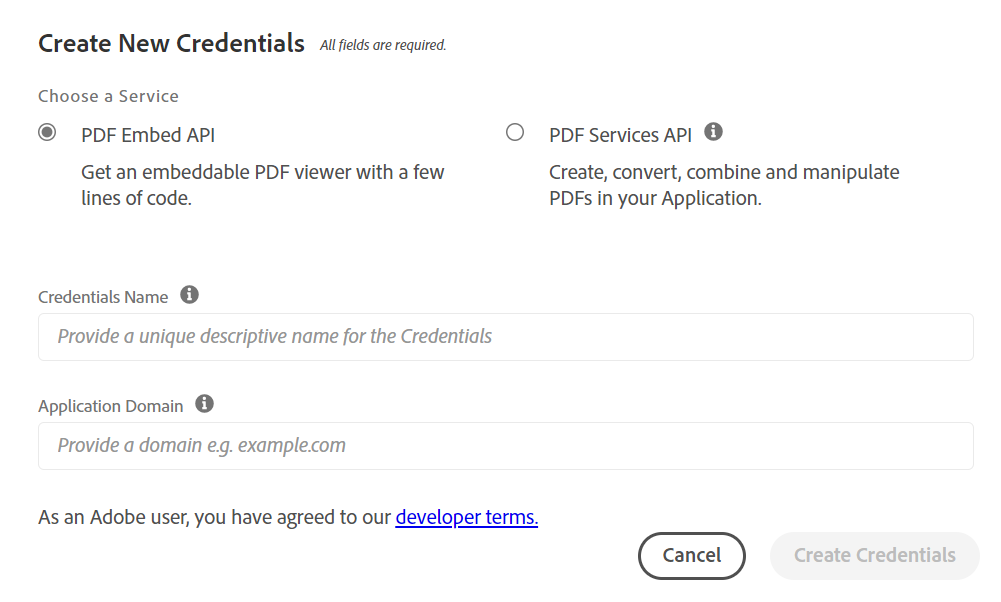 Create New Credentials All fields are required.
Choose a Service
PDF Embed API
Get an embeddable PDF viewer with a few
lines of code.
PDF Services API
Create, convert, combine and manipulate
PDFs in your Application.
Credentials Name
Provide a unique descriptive name for the Credentials
Application Domain
Provide a domain e.g. example.com
As an Adobe user, you have agreed to our developer terms.
Cancel
Create Credentials